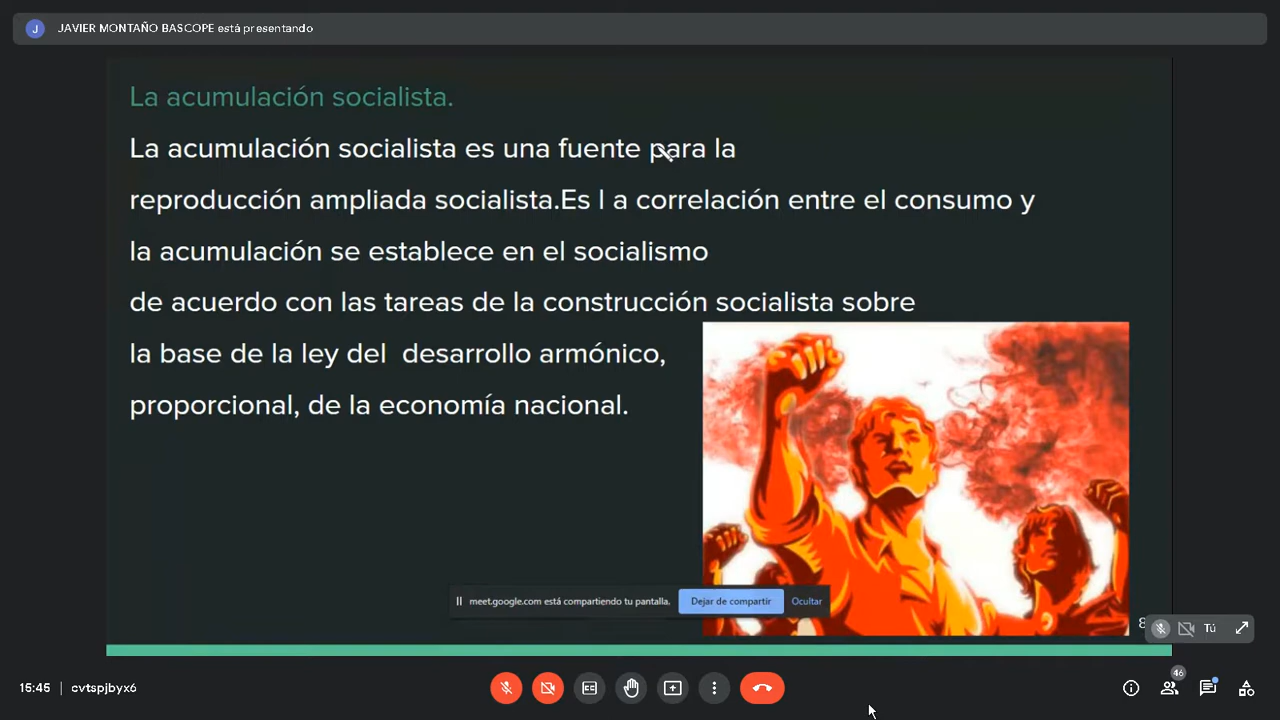 J JAVIER MONTAÑO BASCOPE está presentando
La acumulación socialista.
La acumulación socialista es una fuente para la
reproducción ampliada socialista.Es l a correlación entre el consumo y
la acumulación se establece en el socialismo
de acuerdo con las tareas de la construcción socialista sobre
la base de la ley del  desarrollo armónico,
proporcional, de la economía nacional.
meet.google.com está compartiendo tu pantalla. Dejar de compartir Ocultar
8
Tú
15:45 | cvtspjbyx6
46